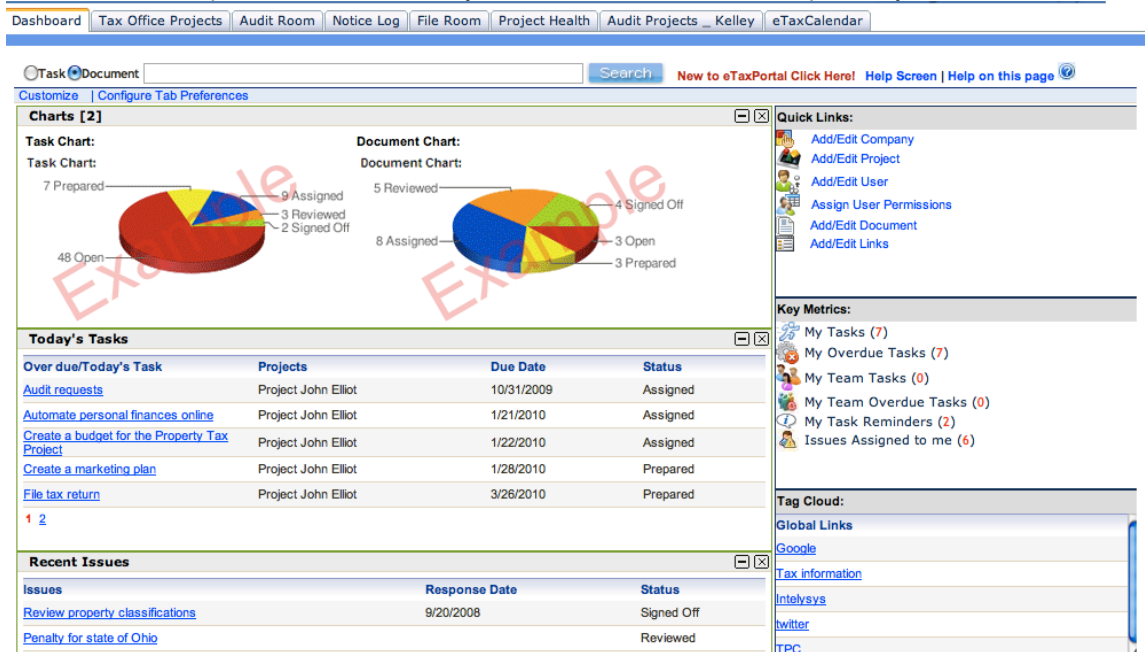 Dashboard Tax Office Projects Audit Room Notice Log File Room Project Health Audit Projects _ Kelley eTaxCalendar
Task Document Search New to eTaxPortal Click Here! Help Screen | Help on this page
Customize | Configure Tab Preferences
Charts [2]
Task Chart: Document Chart:
Task Chart: Document Chart:
7 Prepared
9 Assigned
3 Reviewed
2 Signed Off
48 Open
Example
5 Reviewed
4 Signed Off
8 Assigned
3 Open
3 Prepared
Example
Today's Tasks
Over due/Today's Task Projects Due Date Status
Audit requests Project John Elliot 10/31/2009 Assigned
Automate personal finances online Project John Elliot 1/21/2010 Assigned
Create a budget for the Property Tax
Project Project John Elliot 1/22/2010 Assigned
Create a marketing plan Project John Elliot 1/28/2010 Prepared
File tax return Project John Elliot 3/26/2010 Prepared
1 2
Recent Issues
Issues Response Date Status
Review property classifications 9/20/2008 Signed Off
Penalty for state of Ohio Reviewed
Quick Links:
Add/Edit Company
Add/Edit Project
Add/Edit User
Assign User Permissions
Add/Edit Document
Add/Edit Links
Key Metrics:
My Tasks (7)
My Overdue Tasks (7)
My Team Tasks (0)
My Team Overdue Tasks (0)
My Task Reminders (2)
Issues Assigned to me (6)
Tag Cloud:
Global Links
Google
Tax information
Intelysys
twitter
TPC